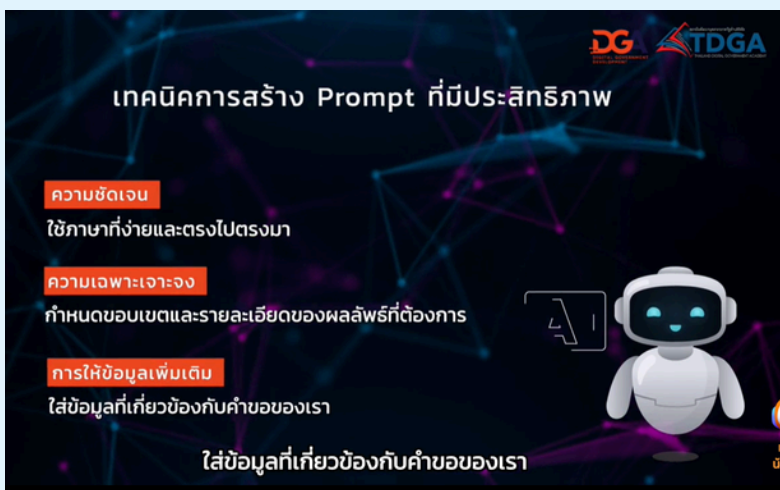 DGA
DIGITAL GOVERNMENT
DEVELOPMENT
TDGA
THAILAND DIGITAL GOVERNMENT ACADEMY
เทคนิคการสร้าง Prompt ที่มีประสิทธิภาพ
ความชัดเจน
ใช้ภาษาที่ง่ายและตรงไปตรงมา
ความเฉพาะเจาะจง
กำหนดขอบเขตและรายละเอียดของผลลัพธ์ที่ต้องการ
AI
การให้ข้อมูลเพิ่มเติม
ใส่ข้อมูลที่เกี่ยวข้องกับคำขอของเรา
ใส่ข้อมูลที่เกี่ยวข้องกับคำขอของเรา